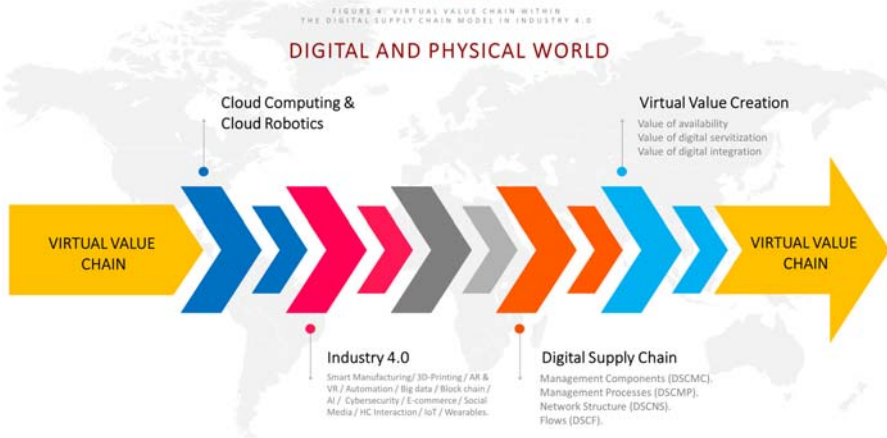 FIGURE 4: VIRTUAL VALUE CHAIN WITHIN
THE DIGITAL SUPPLY CHAIN MODEL IN INDUSTRY 4.0
DIGITAL AND PHYSICAL WORLD
Cloud Computing &
Cloud Robotics
Virtual Value Creation
Value of availability
Value of digital servitization
Value of digital integration
VIRTUAL VALUE
CHAIN
VIRTUAL VALUE
CHAIN
Industry 4.0
Smart Manufacturing/ 3D-Printing / AR &
VR / Automation / Big data / Block chain/
AI / Cybersecurity / E-commerce / Social
Media / HC Interaction / IoT / Wearables.
Digital Supply Chain
Management Components (DSCMC).
Management Processes (DSCMP).
Network Structure (DSCNS).
Flows (DSCF).